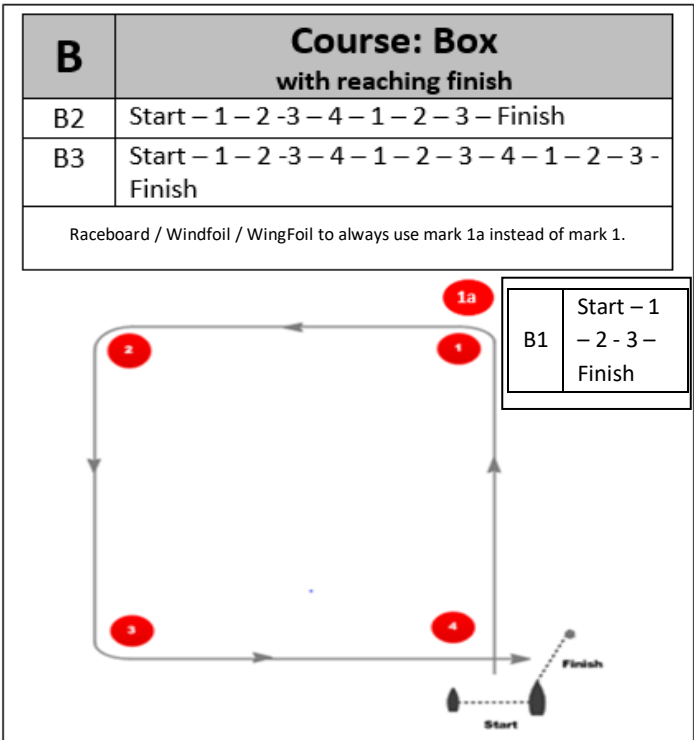 B
Course: Box
with reaching finish
B2
Start – 1 – 2 -3 – 4 – 1 – 2 – 3 – Finish
B3
Start – 1 – 2 -3 – 4 – 1 – 2 – 3 – 4 – 1 – 2 – 3 -
Finish
Raceboard / Windfoil / WingFoil to always use mark 1a instead of mark 1.
1a
B1
Start – 1
– 2 - 3 –
Finish
2
1
3
4
Finish
Start